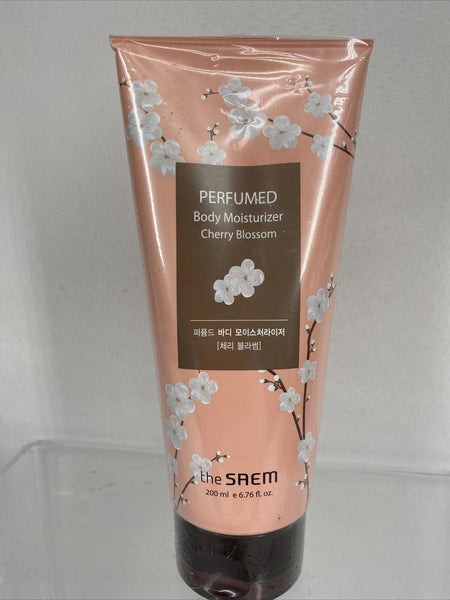 PERFUMED
Body Moisturizer
Cherry Blossom
퍼퓸드 바디 모이스처라이저
[체리 블라썸]
the SAEM
200 ml e 6.76 fl. oz.